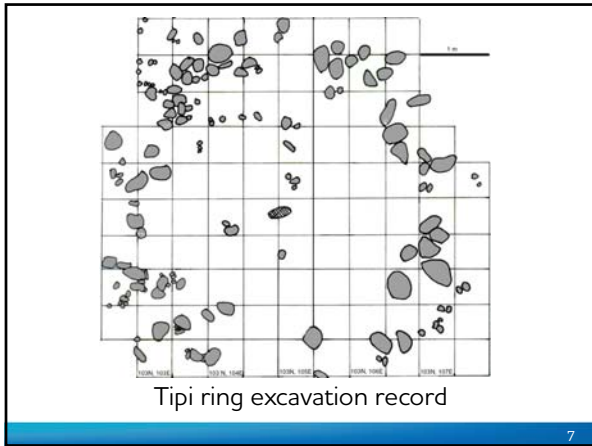 1 m
103N, 103E
103N, 104E
103N, 105E
103N, 106E
103N, 107E
Tipi ring excavation record
7